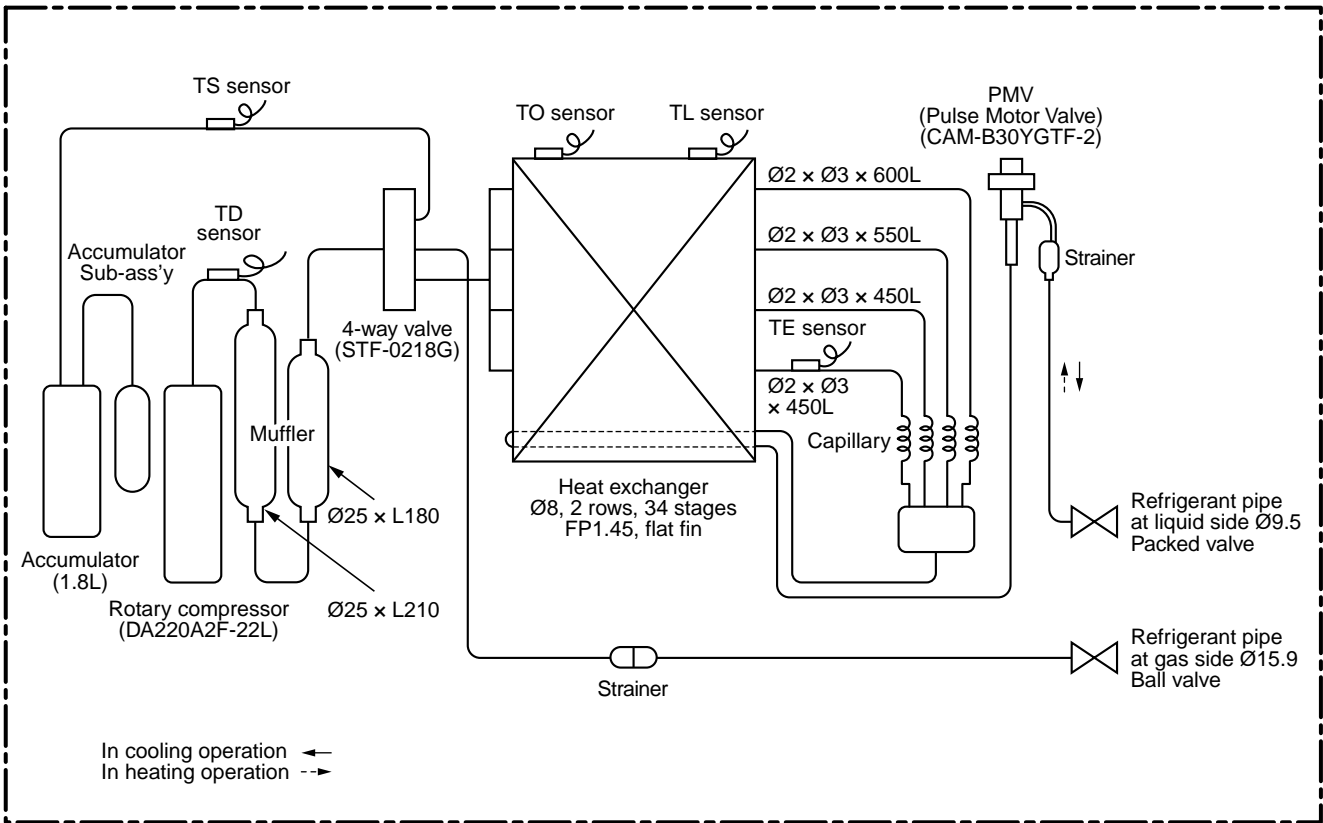 TS sensor
TO sensor
TL sensor
PMV
(Pulse Motor Valve)
(CAM-B30YGTF-2)
Ø2 × Ø3 × 600L
TD
sensor
Accumulator
Sub-ass'y
Ø2 × Ø3 × 550L
Strainer
Ø2 × Ø3 × 450L
4-way valve
(STF-0218G)
TE sensor
Ø2 × Ø3
× 450L
Muffler
Capillary
Heat exchanger
Ø8, 2 rows, 34 stages
FP1.45, flat fin
Ø25 × L180
Refrigerant pipe
at liquid side Ø9.5
Packed valve
Accumulator
(1.8L)
Rotary compressor
(DA220A2F-22L)
Ø25 × L210
Refrigerant pipe
at gas side Ø15.9
Ball valve
Strainer
In cooling operation
In heating operation